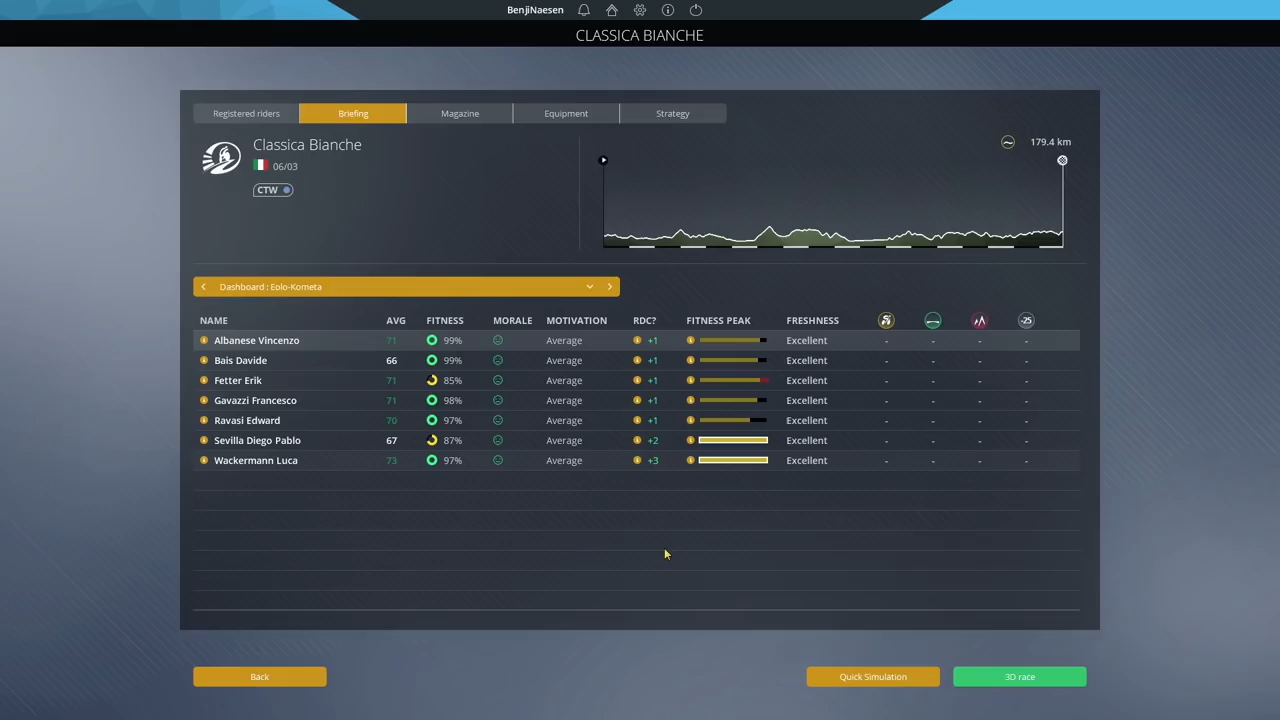 BenjiNaesen
CLASSICA BIANCHE
Registered riders Briefing Magazine Equipment Strategy
Classica Bianche
06/03
CTW
179.4 km
Dashboard : Eolo-Kometa
NAME AVG FITNESS MORALE MOTIVATION RDC? FITNESS PEAK FRESHNESS -25
Albanese Vincenzo 71 99% Average +1 Excellent - - - -
Bais Davide 66 99% Average +1 Excellent - - - -
Fetter Erik 71 85% Average +1 Excellent - - - -
Gavazzi Francesco 71 98% Average +1 Excellent - - - -
Ravasi Edward 70 97% Average +1 Excellent - - - -
Sevilla Diego Pablo 67 87% Average +2 Excellent - - - -
Wackermann Luca 73 97% Average +3 Excellent - - - -
Back Quick Simulation 3D race